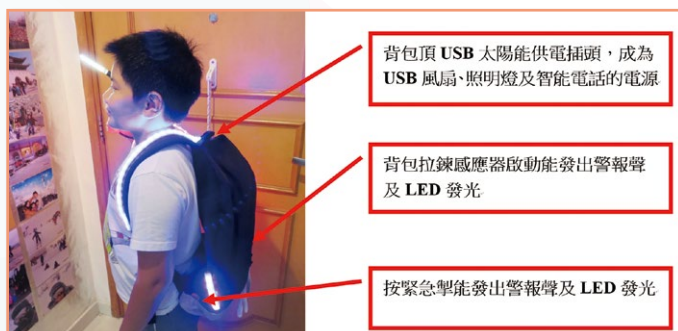 背包頂 USB 太陽能供電插頭，成為
USB 風扇、照明燈及智能電話的電源
背包拉鍊感應器啟動能發出警報聲
及 LED 發光
按緊急掣能發出警報聲及 LED 發光